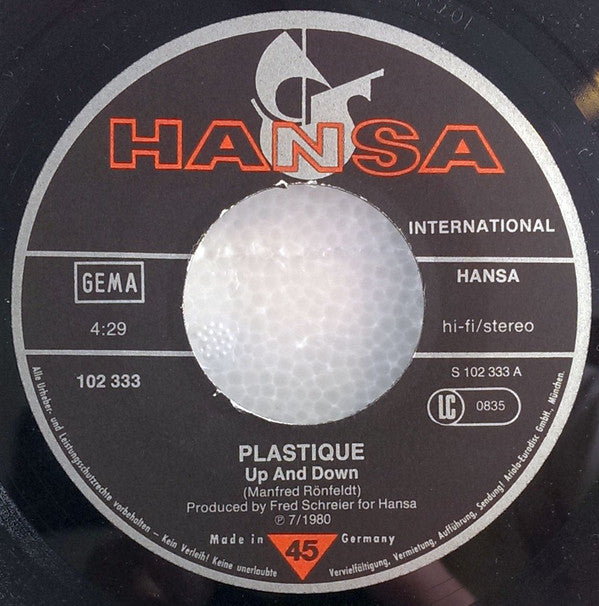 HANSA
INTERNATIONAL
GEMA
HANSA
4:29
hi-fi/stereo
102 333
S 102 333 A
LC 0835
PLASTIQUE
Up And Down
(Manfred Rönfeldt)
Produced by Fred Schreier for Hansa
℗ 7/1980
Made in 45 Germany
Alle Urheber- und Leistungsschutzrechte vorbehalten – Kein Verleih! Keine unerlaubte Vervielfältigung, Vermietung, Aufführung, Sendung! Ariola-Eurodisc GmbH., München.